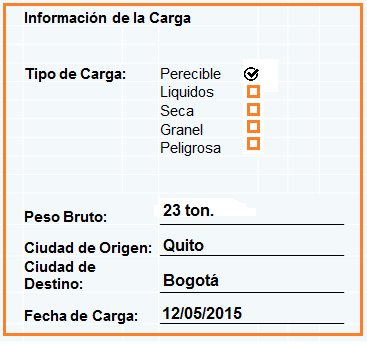 Información de la Carga
Tipo de Carga: Perecible
Liquidos
Seca
Granel
Peligrosa
Peso Bruto: 23 ton.
Ciudad de Origen: Quito
Ciudad de
Destino: Bogotá
Fecha de Carga: 12/05/2015